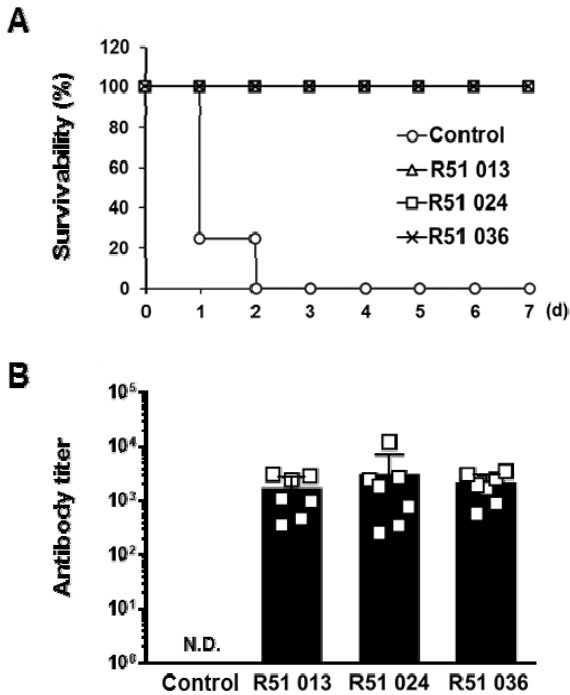 A
Survivability (%)
120
100
80
60
40
20
0
0 1 2 3 4 5 6 7 (d)
Control
R51 013
R51 024
R51 036
B
Antibody titer
10⁵
10⁴
10³
10²
10¹
10⁰
N.D.
Control R51 013 R51 024 R51 036